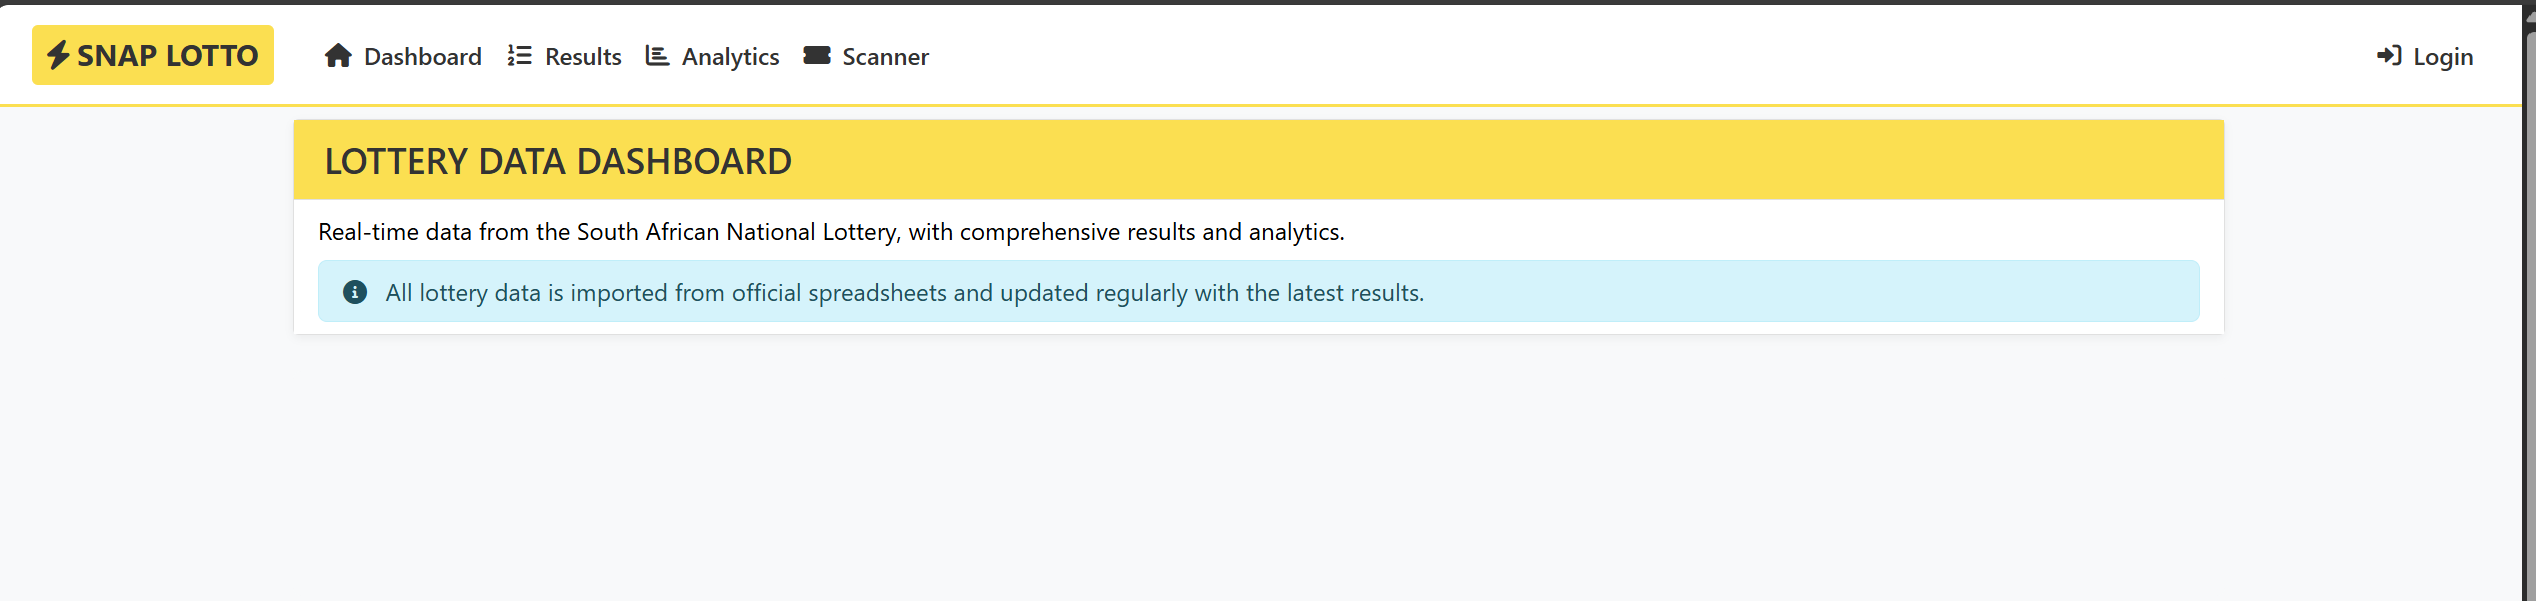 SNAP LOTTO
Dashboard
Results
Analytics
Scanner
Login
LOTTERY DATA DASHBOARD
Real-time data from the South African National Lottery, with comprehensive results and analytics.
All lottery data is imported from official spreadsheets and updated regularly with the latest results.